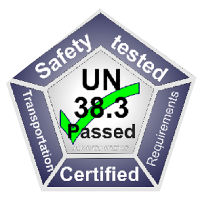 Safety tested
Transportation
Requirements
UN
38.3
Passed
Certified